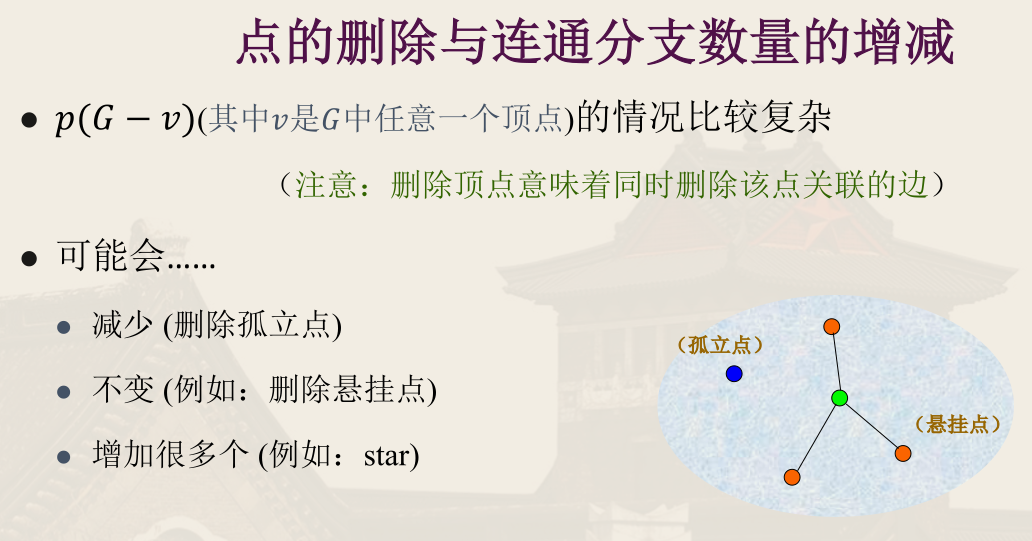 点的删除与连通分支数量的增减
● p(G − v)(其中v是G中任意一个顶点)的情况比较复杂
（注意：删除顶点意味着同时删除该点关联的边）
● 可能会……
● 减少 (删除孤立点)
● 不变 (例如：删除悬挂点)
● 增加很多个 (例如：star)
（孤立点）
（悬挂点）